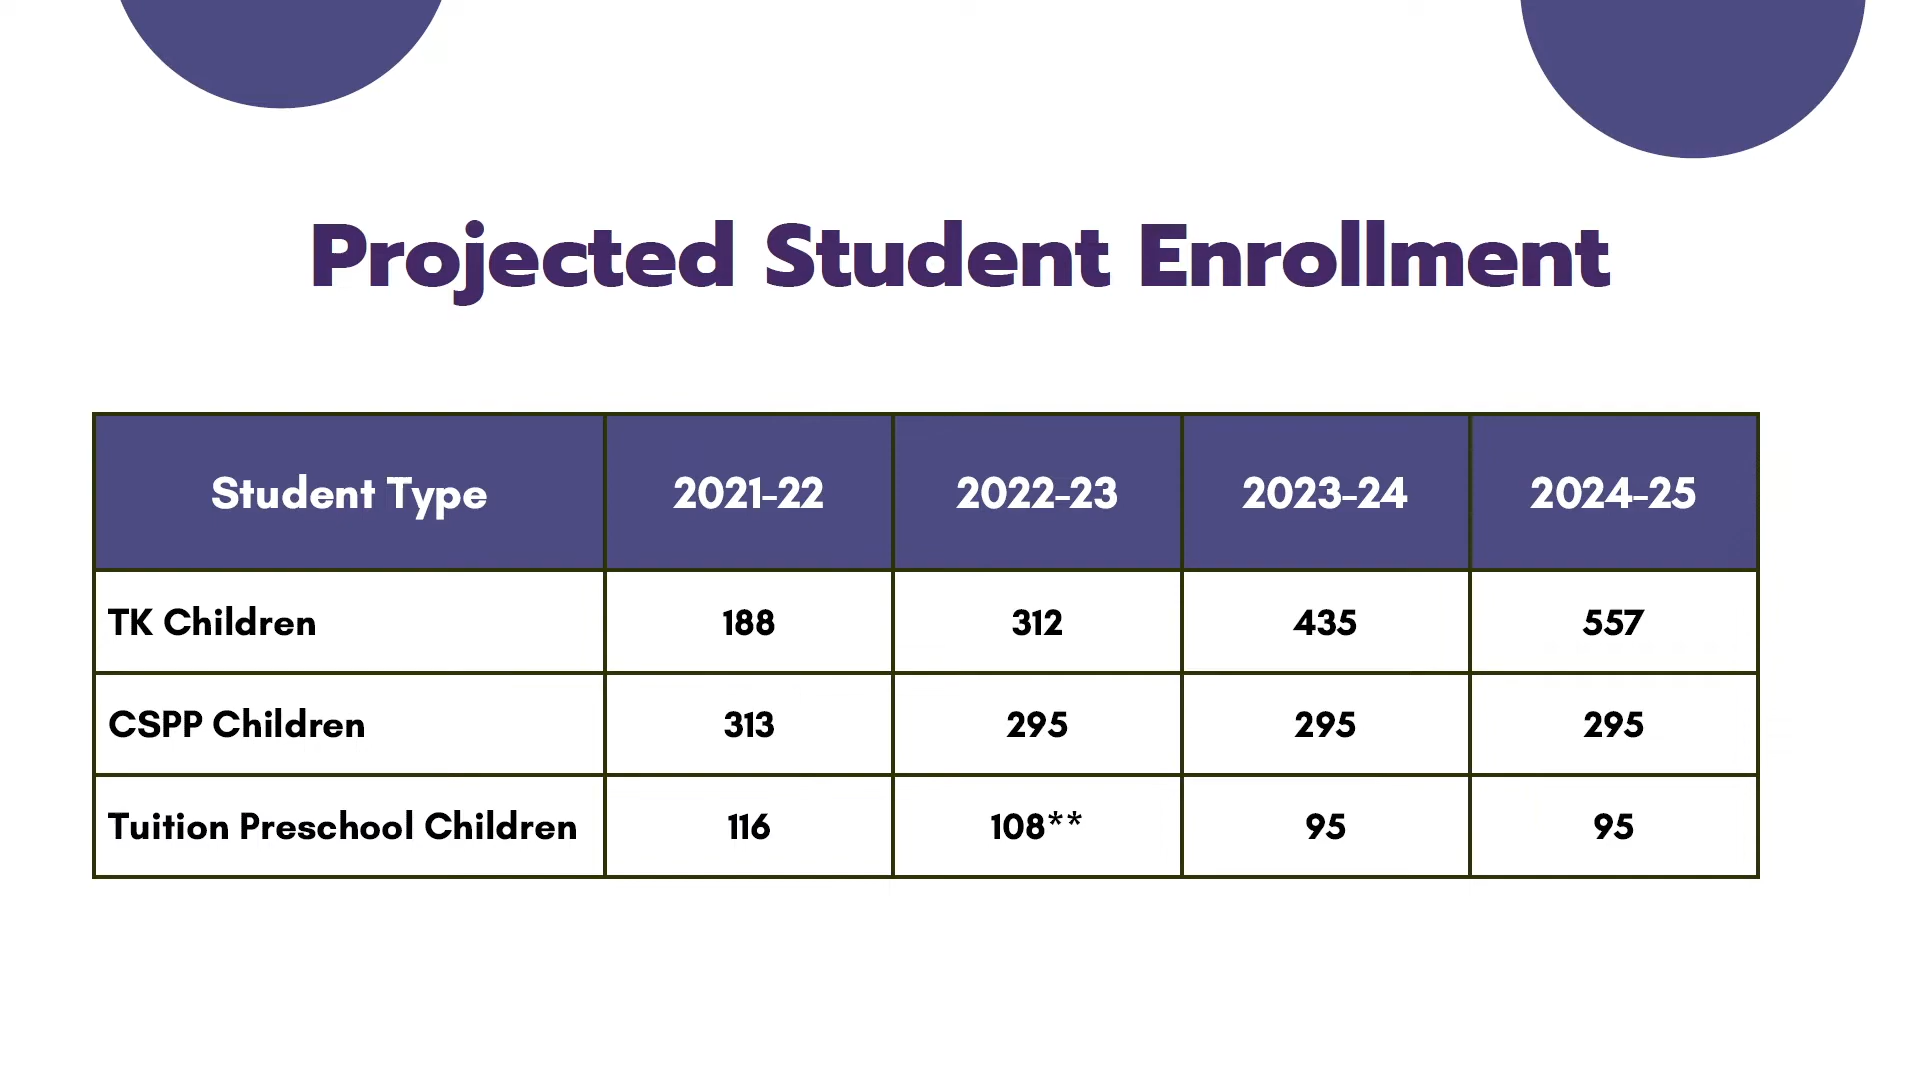 Projected Student Enrollment
Student Type 2021-22 2022-23 2023-24 2024-25
TK Children 188 312 435 557
CSPP Children 313 295 295 295
Tuition Preschool Children 116 108** 95 95